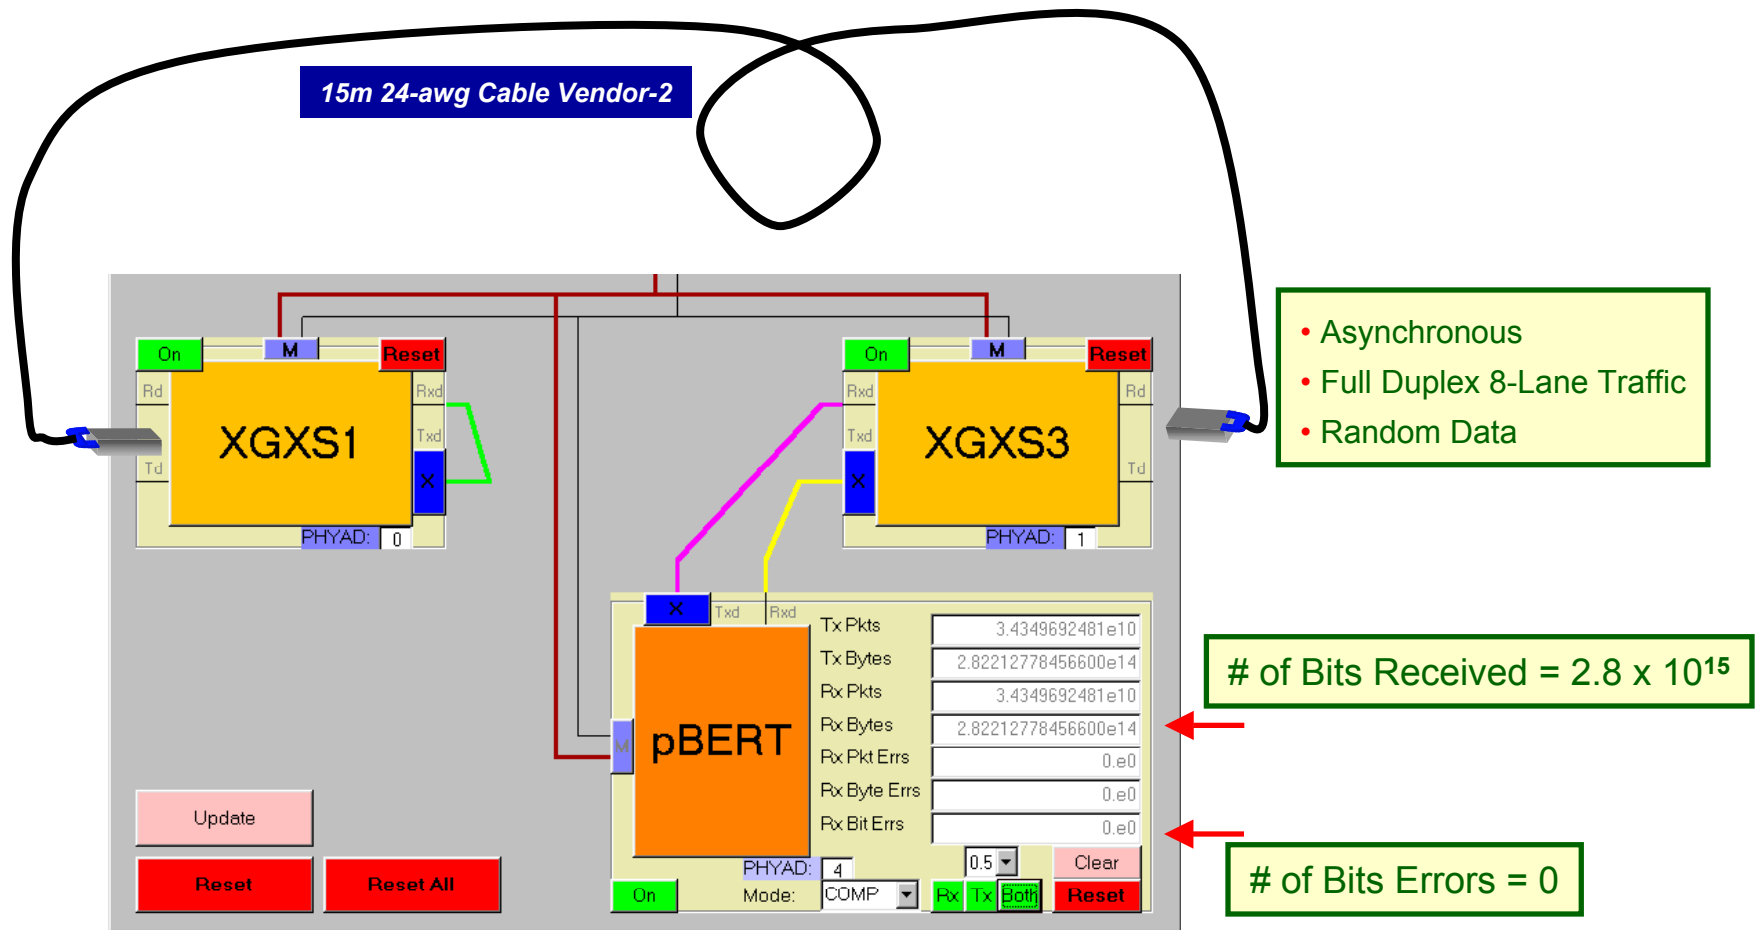 15m 24-awg Cable Vendor-2
On
M
Reset
Rd
Rxd
XGXS1
Txd
Td
X
PHYAD: 0
On
M
Reset
Rxd
Rd
Txd
XGXS3
X
Td
PHYAD: 1
• Asynchronous
• Full Duplex 8-Lane Traffic
• Random Data
X
Txd
Rxd
M
pBERT
Tx Pkts 3.4349692481e10
Tx Bytes 2.82212778456600e14
Rx Pkts 3.4349692481e10
Rx Bytes 2.82212778456600e14
Rx Pkt Errs 0.e0
Rx Byte Errs 0.e0
Rx Bit Errs 0.e0
PHYAD: 4
0.5
Clear
On
Mode: COMP
Rx Tx Both
Reset
Update
Reset
Reset All
# of Bits Received = 2.8 x 10¹⁵
# of Bits Errors = 0